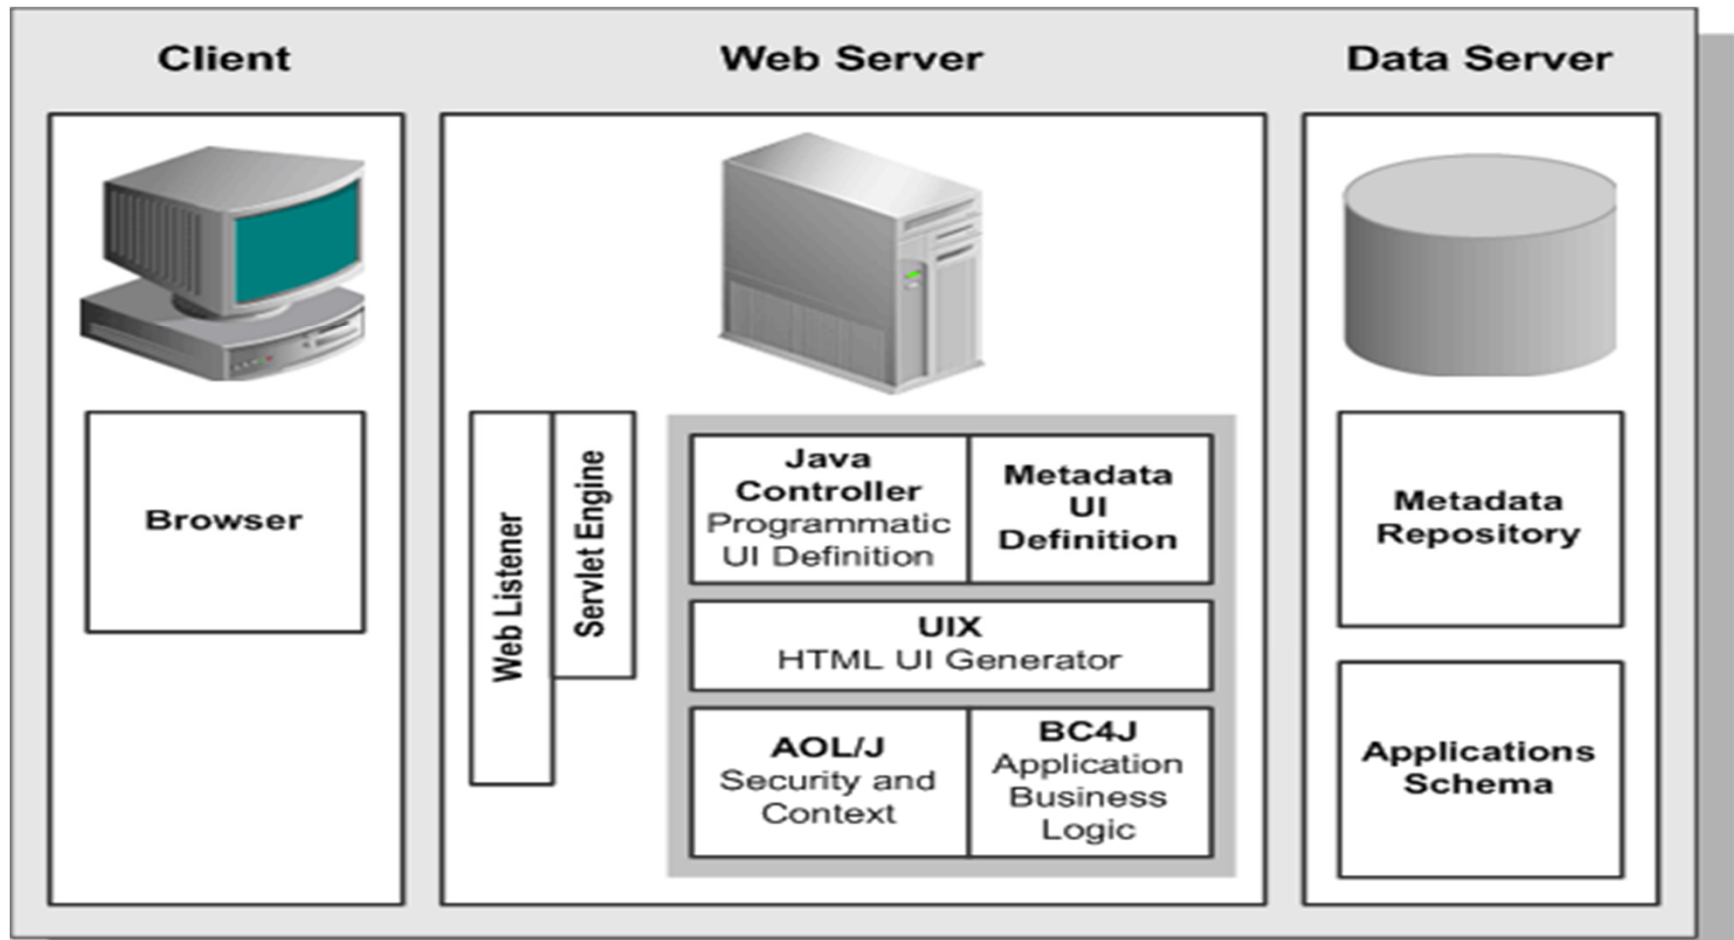 Client
Web Server
Data Server
Browser
Web Listener
Servlet Engine
Java
Controller
Programmatic
UI Definition
Metadata
UI
Definition
UIX
HTML UI Generator
AOL/J
Security and
Context
BC4J
Application
Business
Logic
Metadata
Repository
Applications
Schema